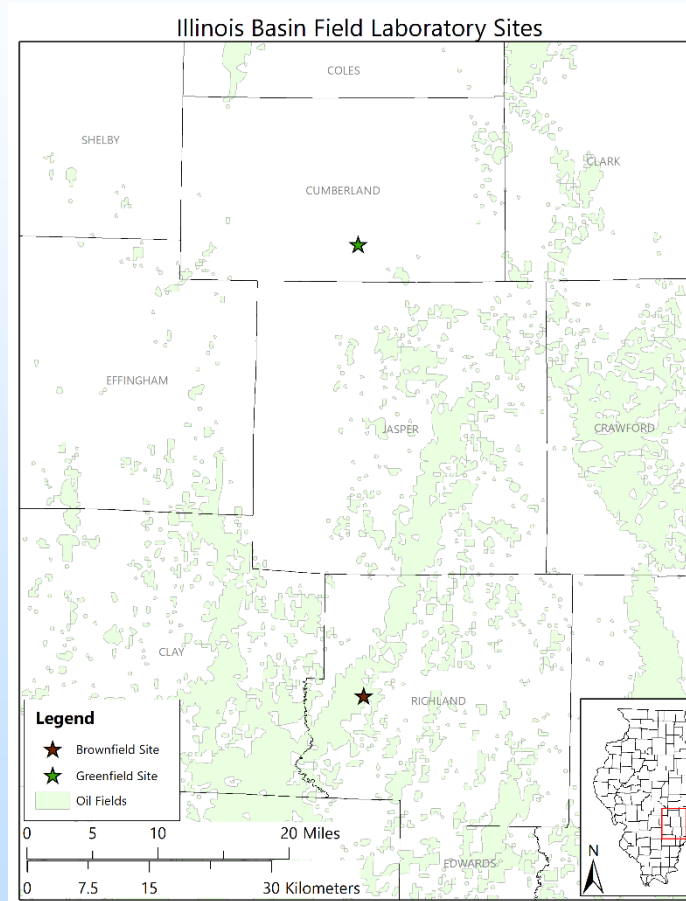 Illinois Basin Field Laboratory Sites
COLES
SHELBY
CLARK
CUMBERLAND
EFFINGHAM
JASPER
CRAWFORD
CLAY
RICHLAND
Legend
Brownfield Site
Greenfield Site
Oil Fields
0 5 10 20 Miles
0 7.5 15 30 Kilometers
EDWARDS
N